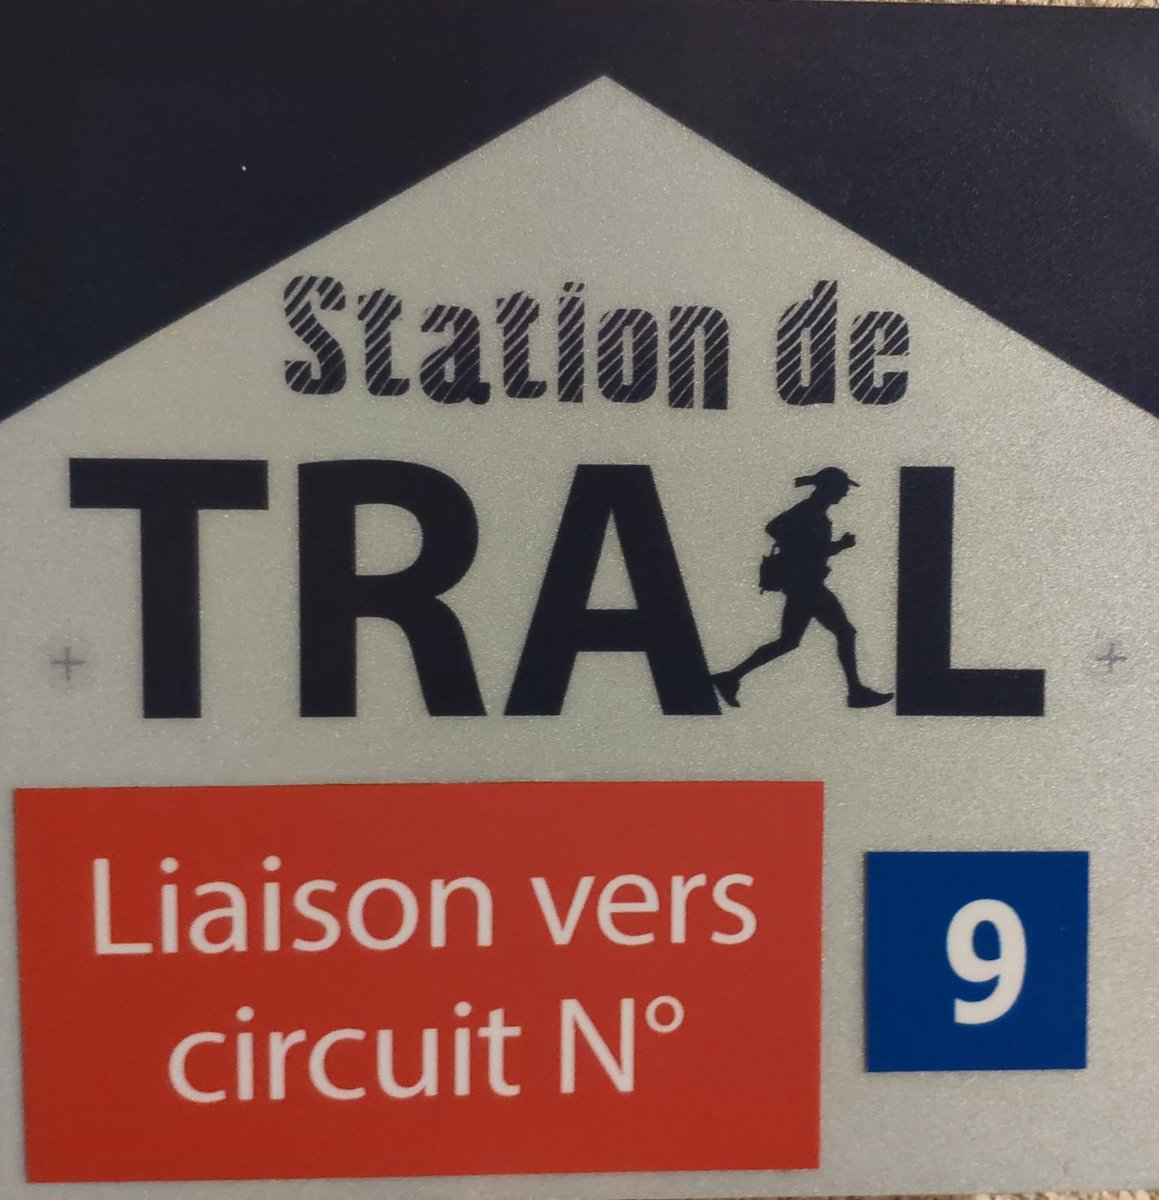 Station de
TRAIL
Liaison vers
circuit N°
9